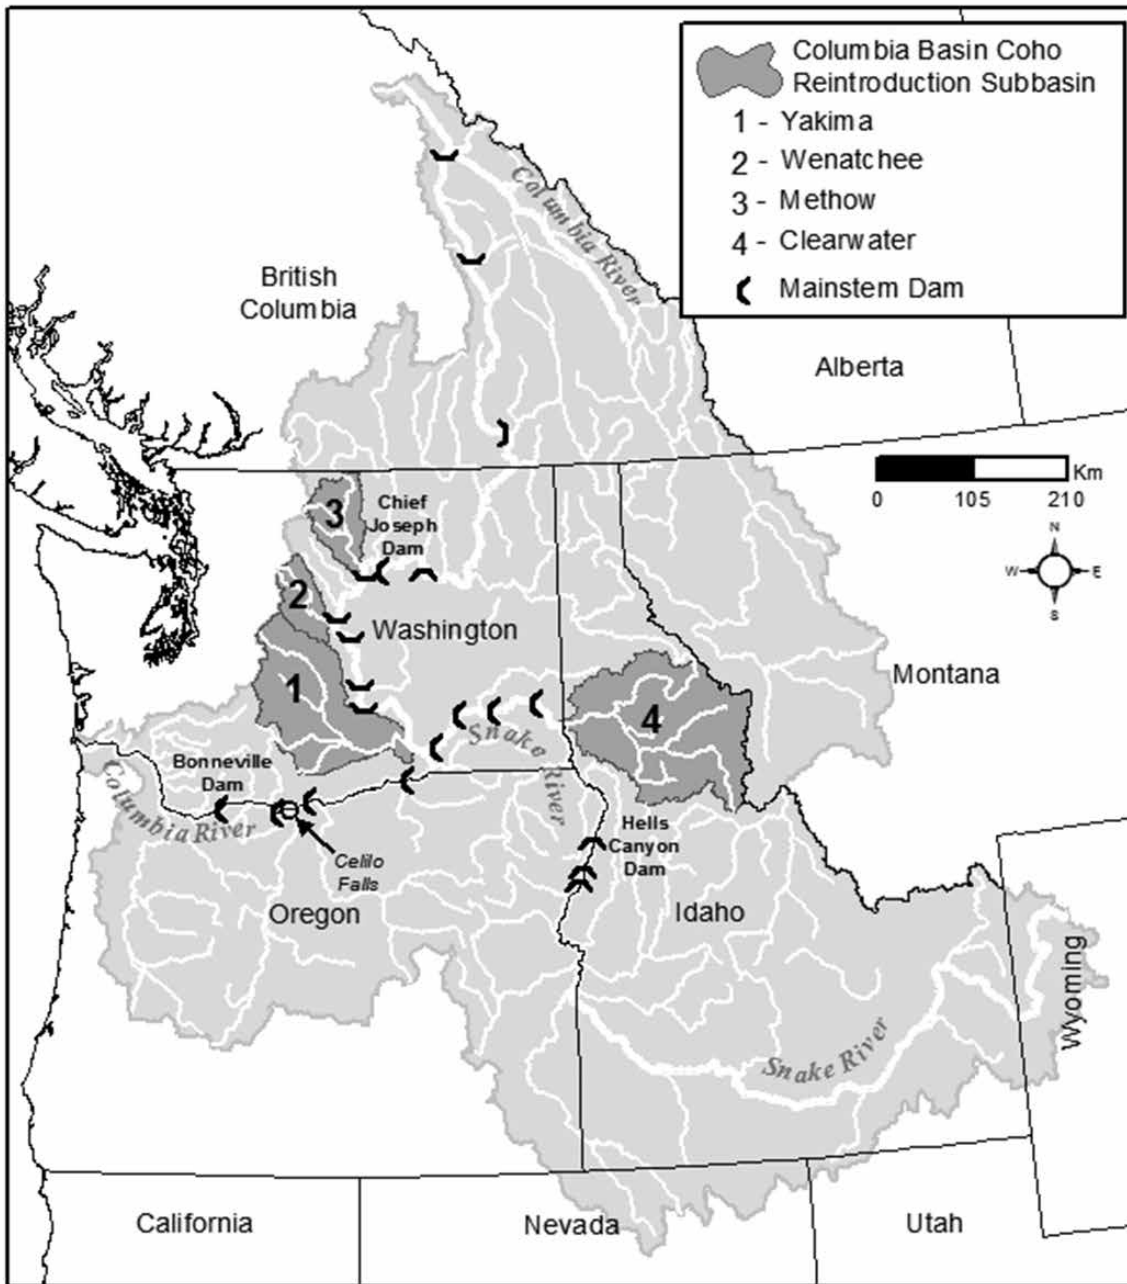 Columbia Basin Coho
Reintroduction Subbasin
1 - Yakima
2 - Wenatchee
3 - Methow
4 - Clearwater
Mainstem Dam
Columbia River
British
Columbia
Alberta
Km
0 105 210
N
W E
S
3
Chief
Joseph
Dam
2
Washington
1
4
Montana
Snake River
Bonneville
Dam
Columbia River
Celilo
Falls
Hells
Canyon
Dam
Oregon
Idaho
Wyoming
Snake River
California
Nevada
Utah